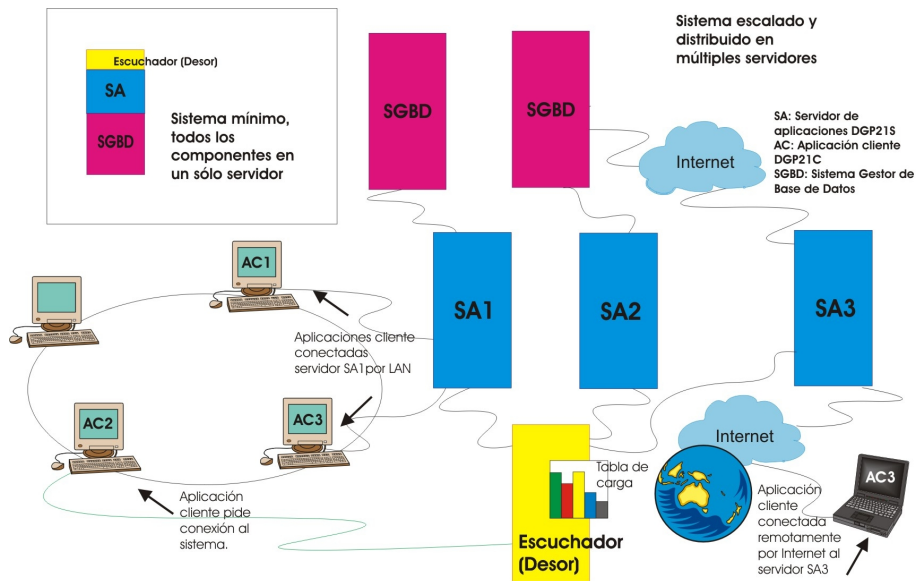 Escuchador (Desor)
SA
SGBD
Sistema mínimo,
todos los
componentes en
un sólo servidor
SGBD
SGBD
Sistema escalado y
distribuido en
múltiples servidores
Internet
SA: Servidor de
aplicaciones DGP21S
AC: Aplicación cliente
DGP21C
SGBD: Sistema Gestor de
Base de Datos
AC1
Aplicaciones cliente
conectadas
servidor SA1por LAN
AC2
AC3
Aplicación
cliente pide
conexión al
sistema.
SA1
SA2
SA3
Tabla de
carga
Escuchador
(Desor)
Internet
Aplicación
cliente
conectada
remotamente
por Internet al
servidor SA3
AC3